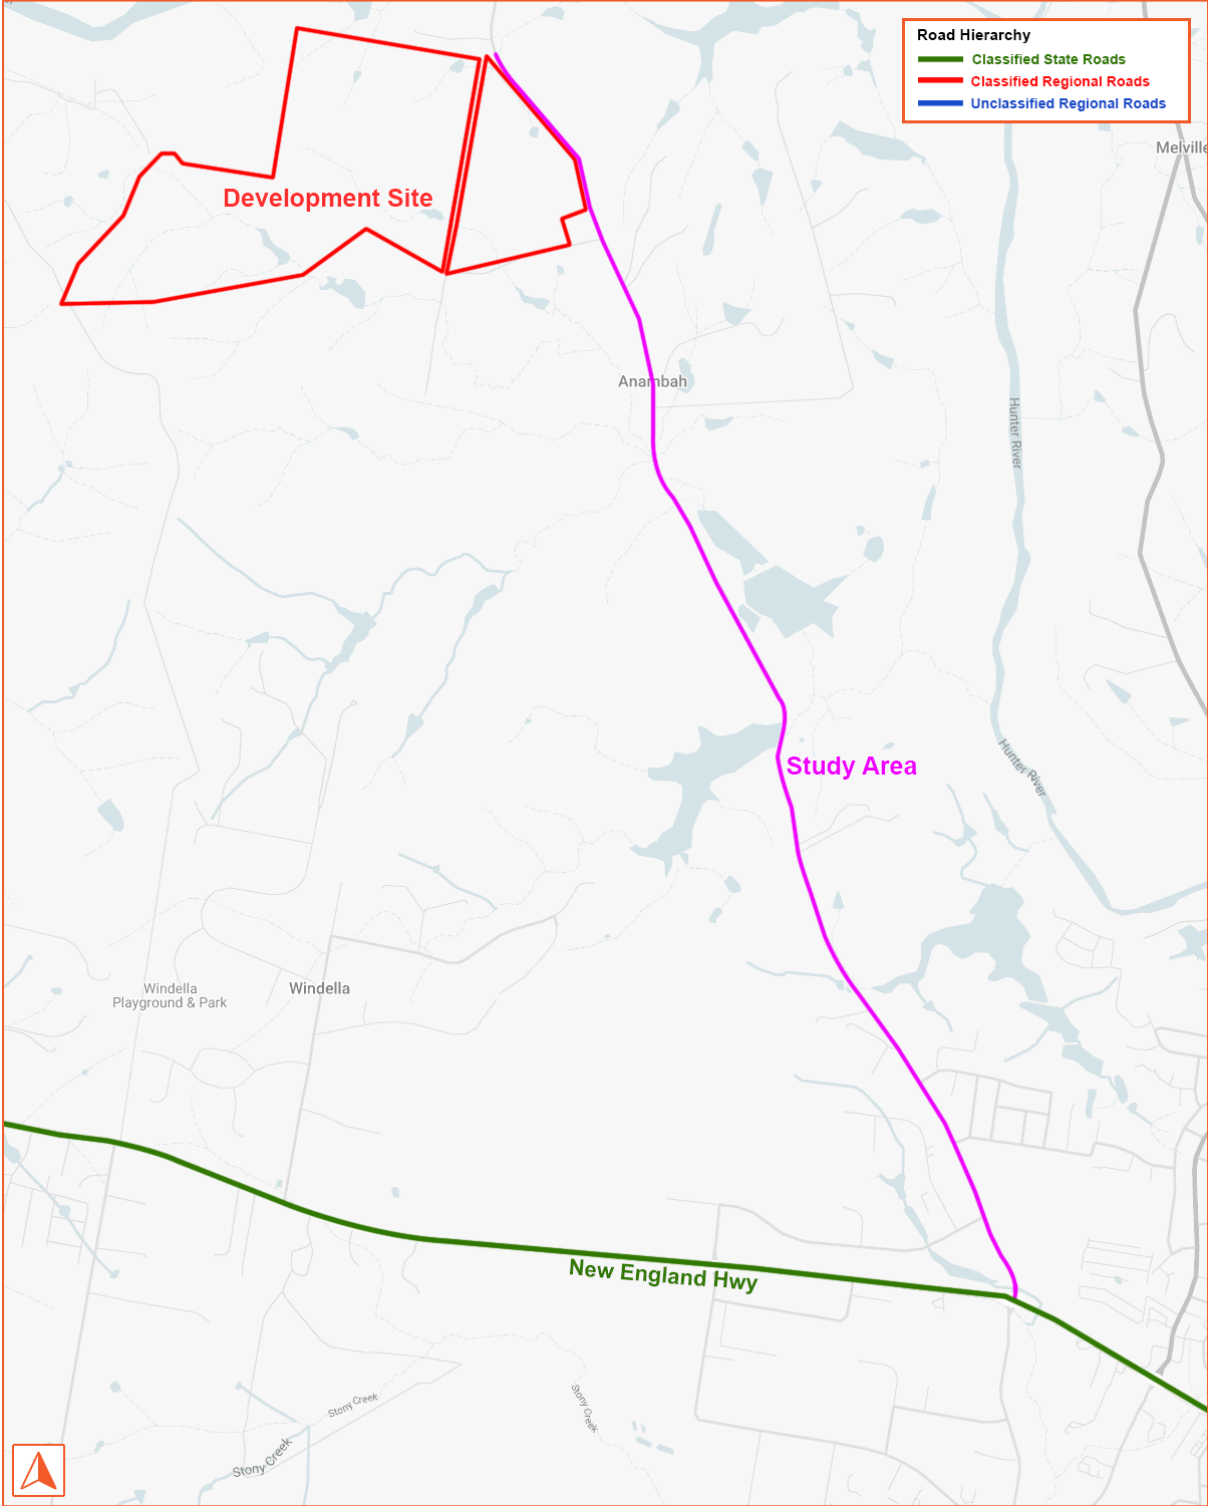 Road Hierarchy
Classified State Roads
Classified Regional Roads
Unclassified Regional Roads
Melville
Development Site
Anambah
Hunter River
Hunter River
Study Area
Windella
Playground & Park
Windella
New England Hwy
Stony Creek
Stony Creek
Stony Creek